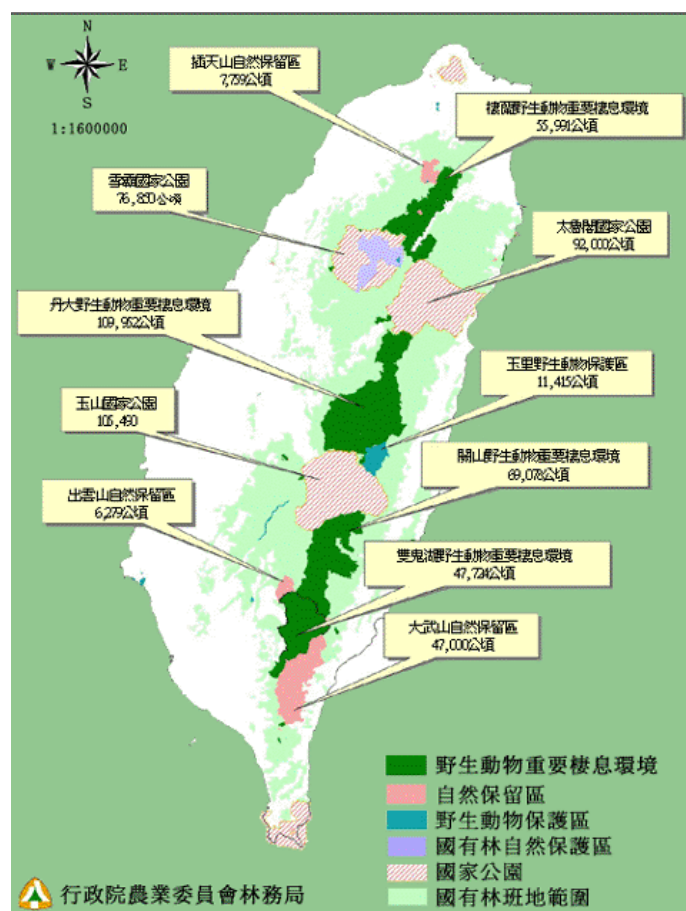 N
W E
S
1:1600000
插天山自然保留區
7,759公頃
棲蘭野生動物重要棲息環境
55,991公頃
雪霸國家公園
76,850公頃
太魯閣國家公園
92,000公頃
丹大野生動物重要棲息環境
109,952公頃
玉里野生動物保護區
11,415公頃
玉山國家公園
105,490
關山野生動物重要棲息環境
69,078公頃
出雲山自然保留區
6,279公頃
雙鬼湖野生動物重要棲息環境
47,724公頃
大武山自然保留區
47,000公頃
野生動物重要棲息環境
自然保留區
野生動物保護區
國有林自然保護區
國家公園
國有林班地範圍
行政院農業委員會林務局